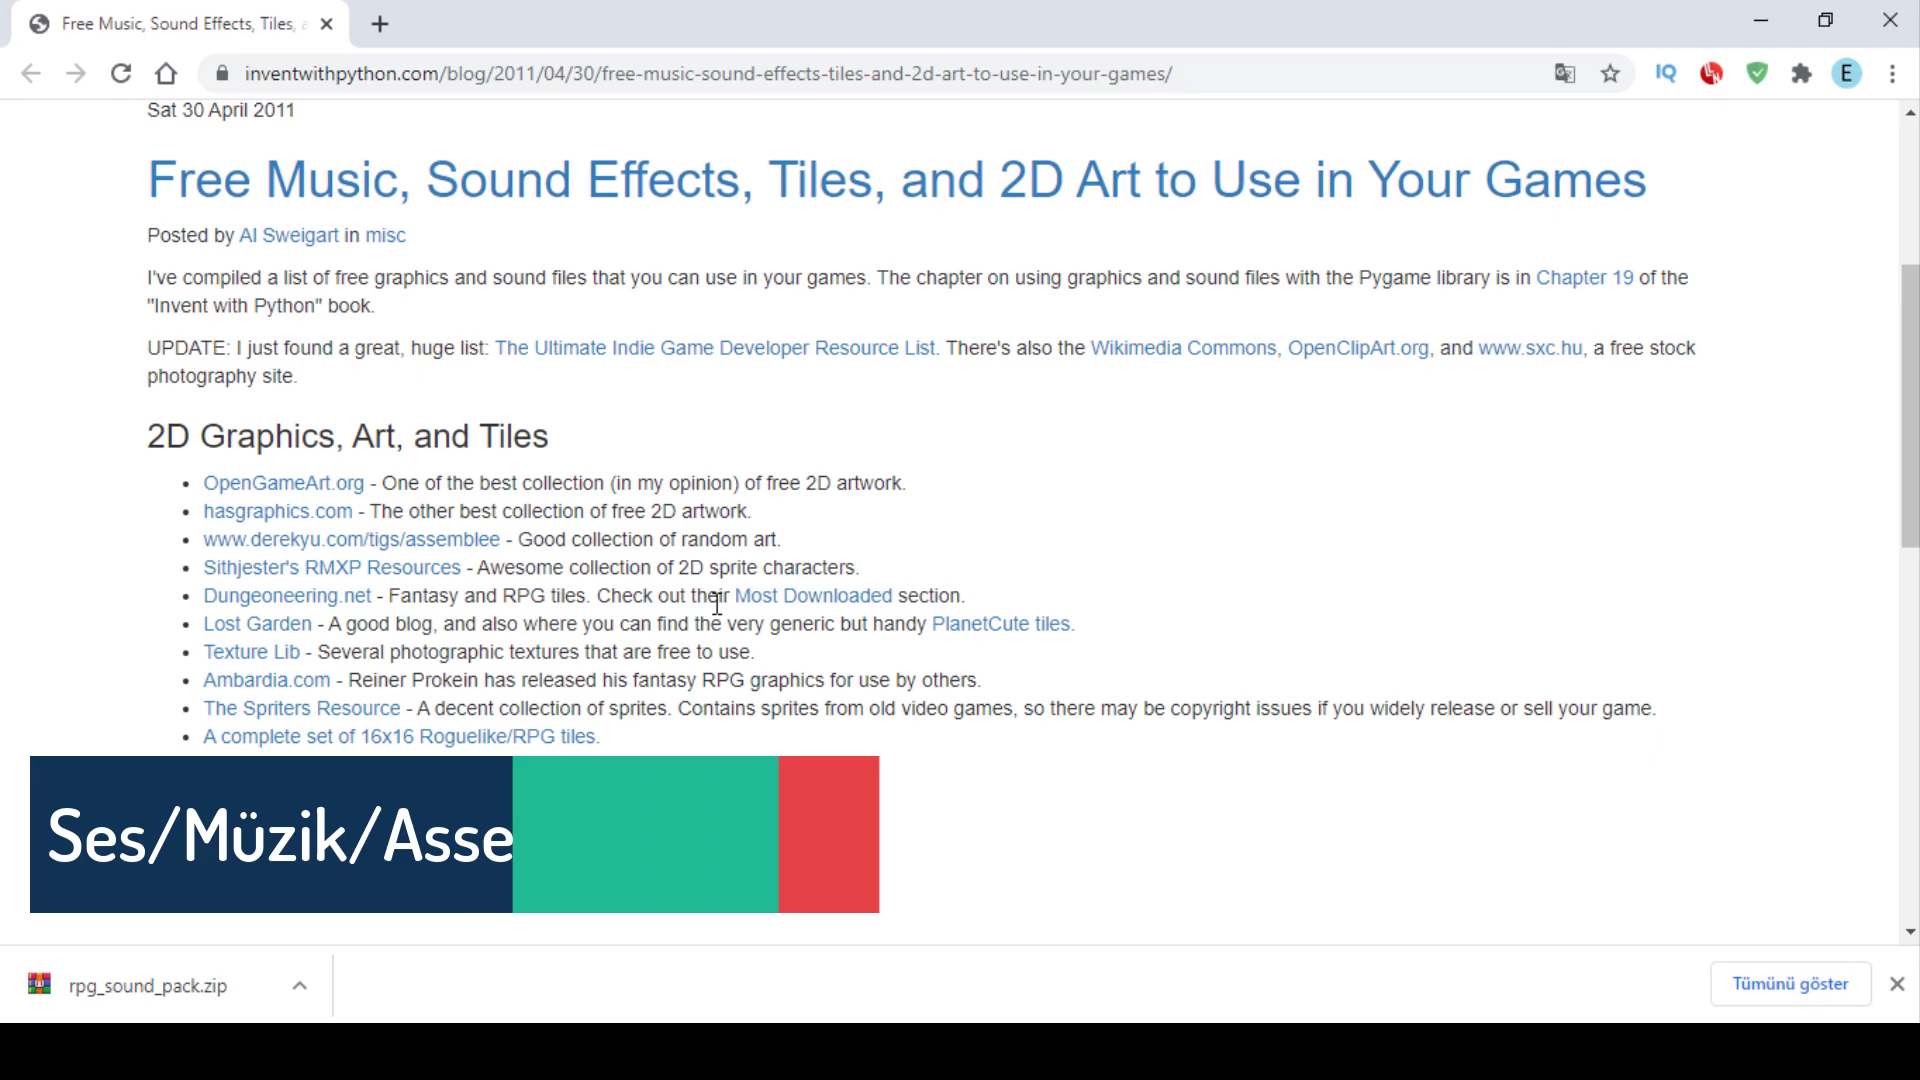 Free Music, Sound Effects, Tiles, a
inventwithpython.com/blog/2011/04/30/free-music-sound-effects-tiles-and-2d-art-to-use-in-your-games/
IQ
E
Sat 30 April 2011
Free Music, Sound Effects, Tiles, and 2D Art to Use in Your Games
Posted by Al Sweigart in misc
I've compiled a list of free graphics and sound files that you can use in your games. The chapter on using graphics and sound files with the Pygame library is in Chapter 19 of the
"Invent with Python" book.
UPDATE: I just found a great, huge list: The Ultimate Indie Game Developer Resource List. There's also the Wikimedia Commons, OpenClipArt.org, and www.sxc.hu, a free stock
photography site.
2D Graphics, Art, and Tiles
• OpenGameArt.org - One of the best collection (in my opinion) of free 2D artwork.
• hasgraphics.com - The other best collection of free 2D artwork.
• www.derekyu.com/tigs/assemblee - Good collection of random art.
• Sithjester's RMXP Resources - Awesome collection of 2D sprite characters.
• Dungeoneering.net - Fantasy and RPG tiles. Check out their Most Downloaded section.
• Lost Garden - A good blog, and also where you can find the very generic but handy PlanetCute tiles.
• Texture Lib - Several photographic textures that are free to use.
• Ambardia.com - Reiner Prokein has released his fantasy RPG graphics for use by others.
• The Spriters Resource - A decent collection of sprites. Contains sprites from old video games, so there may be copyright issues if you widely release or sell your game.
• A complete set of 16x16 Roguelike/RPG tiles.
Ses/Müzik/Asse
rpg_sound_pack.zip
Tümünü göster